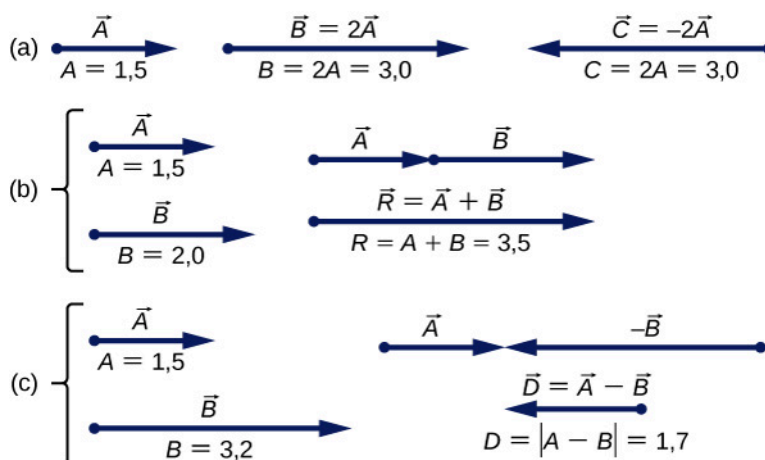 (a)
A⃗
A = 1,5
B⃗ = 2A⃗
B = 2A = 3,0
C⃗ = –2A⃗
C = 2A = 3,0
(b)
A⃗
A = 1,5
B⃗
B = 2,0
A⃗ B⃗
R⃗ = A⃗ + B⃗
R = A + B = 3,5
(c)
A⃗
A = 1,5
B⃗
B = 3,2
A⃗ –B⃗
D⃗ = A⃗ – B⃗
D = |A – B| = 1,7